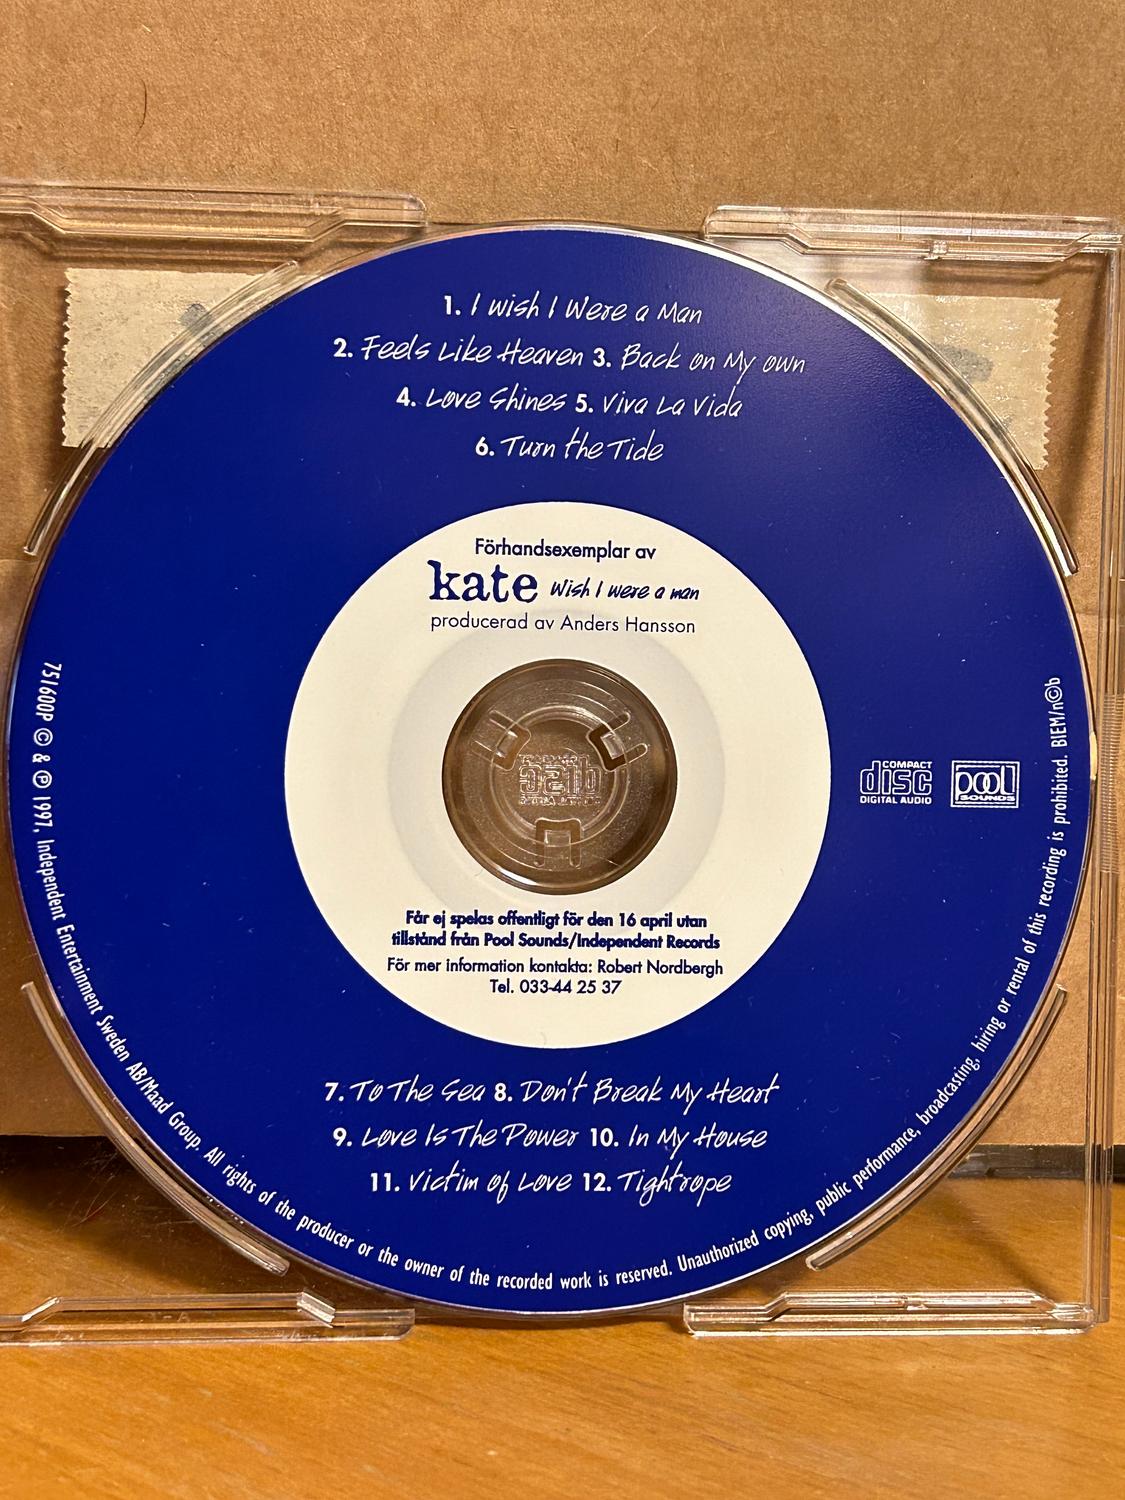 1. I wish I Were a Man
2. Feels Like Heaven 3. Back on My own
4. Love Shines 5. Viva La Vida
6. Turn the Tide
Förhandsexemplar av
kate Wish I were a man
producerad av Anders Hansson
COMPACT
disc
DIGITAL AUDIO
pool
SOUNDS
Får ej spelas offentligt för den 16 april utan
tillstånd från Pool Sounds/Independent Records
För mer information kontakta: Robert Nordbergh
Tel. 033-44 25 37
7. To The Sea 8. Don't Break My Heart
9. Love Is The Power 10. In My House
11. Victim of Love 12. Tightrope
751600P © & ℗ 1997, Independent Entertainment Sweden AB/Maad Group. All rights of the producer or the owner of the recorded work is reserved. Unauthorized copying, public performance, broadcasting, hiring or rental of this recording is prohibited. BIEM/n©b